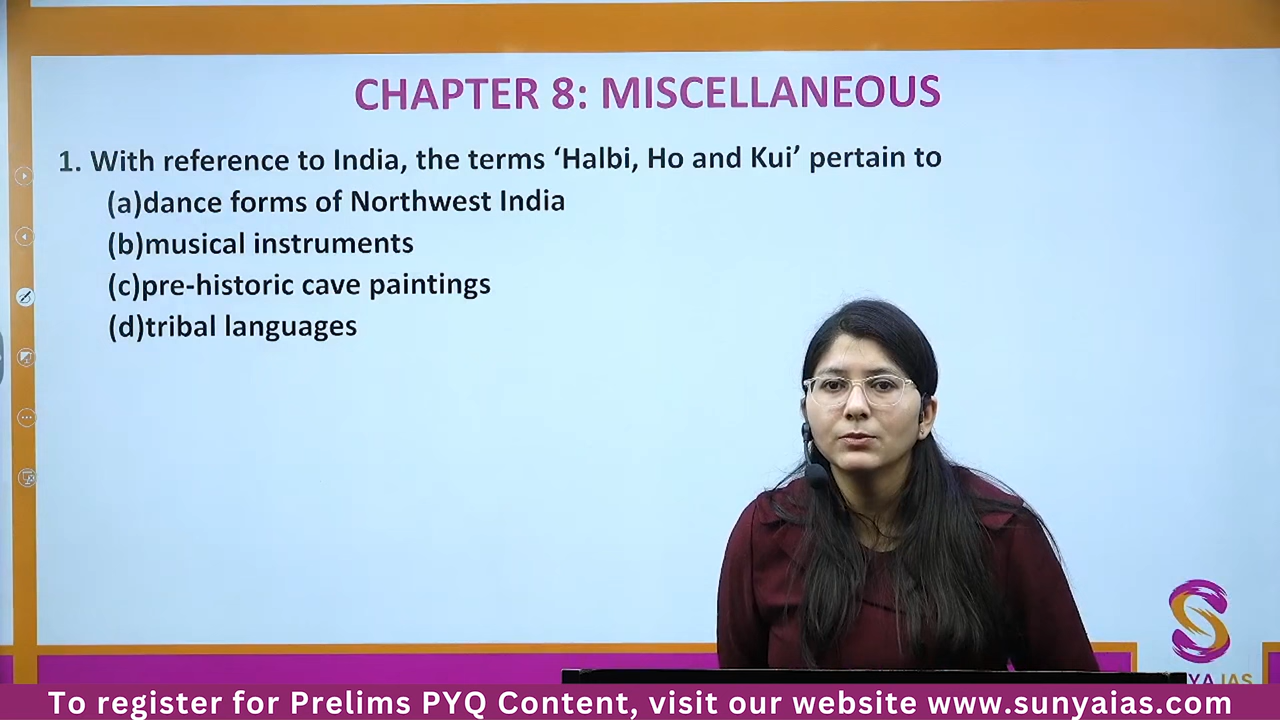 CHAPTER 8: MISCELLANEOUS
1. With reference to India, the terms ‘Halbi, Ho and Kui’ pertain to
(a)dance forms of Northwest India
(b)musical instruments
(c)pre-historic cave paintings
(d)tribal languages
IAS
To register for Prelims PYQ Content, visit our website www.sunyaias.com